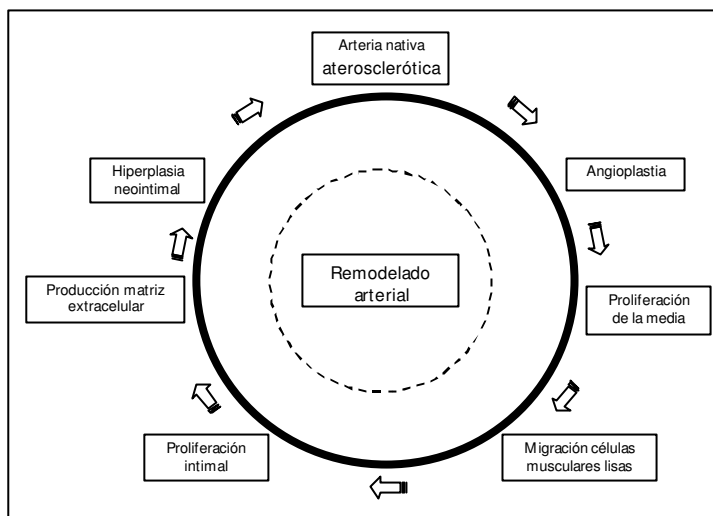 Arteria nativa
aterosclerótica
Angioplastia
Proliferación
de la media
Migración células
musculares lisas
Proliferación
intimal
Producción matriz
extracelular
Hiperplasia
neointimal
Remodelado
arterial